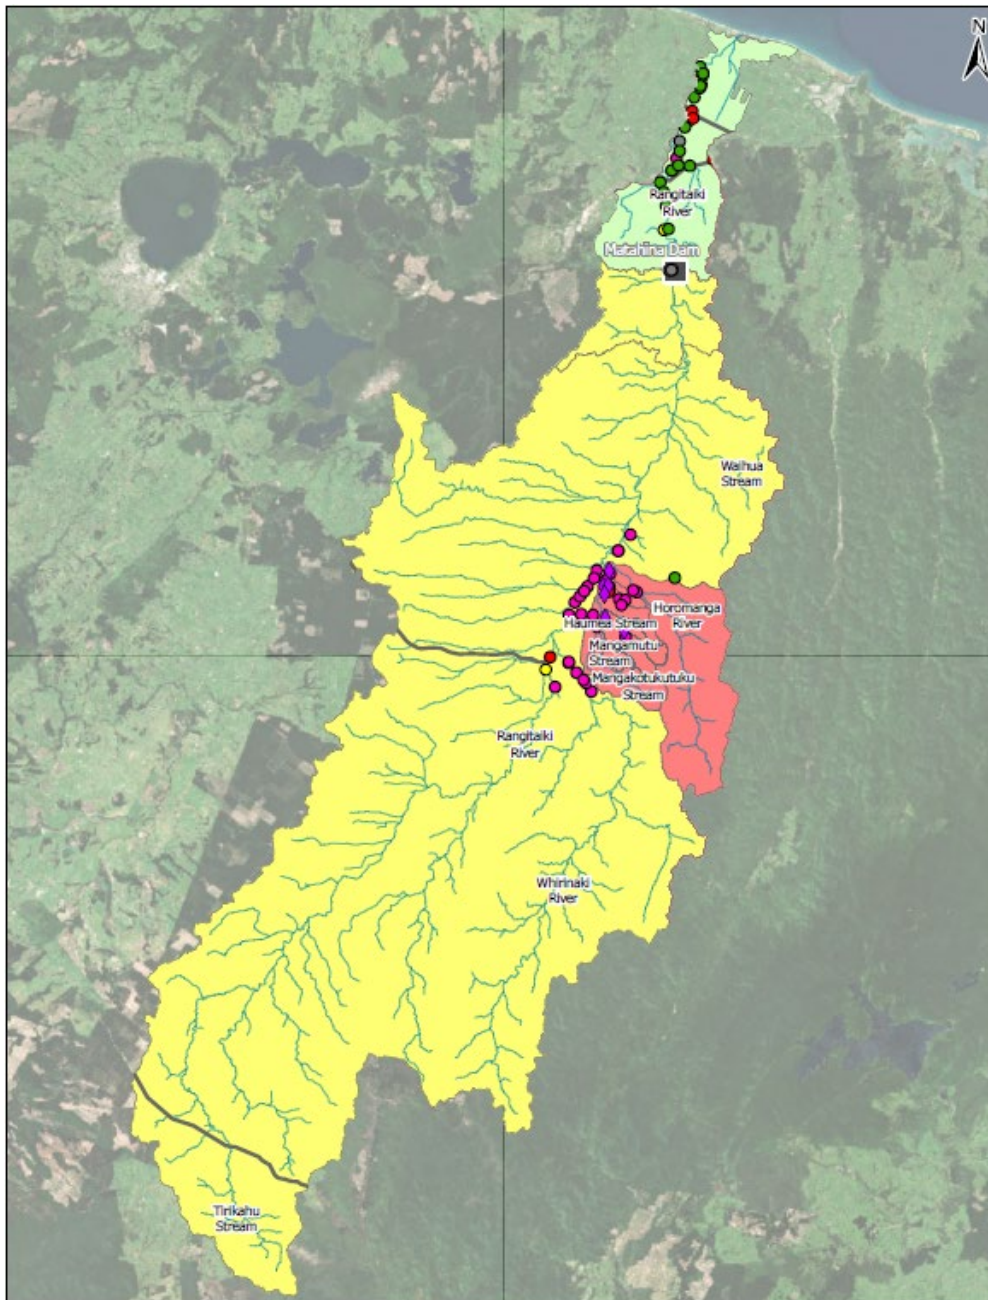 N
Rangitaiki
River
Matahina Dam
Waihua
Stream
Horomanga
River
Haumea Stream
Mangamutu
Stream
Mangakotukutuku
Stream
Rangitaiki
River
Whirinaki
River
Tirikahu
Stream